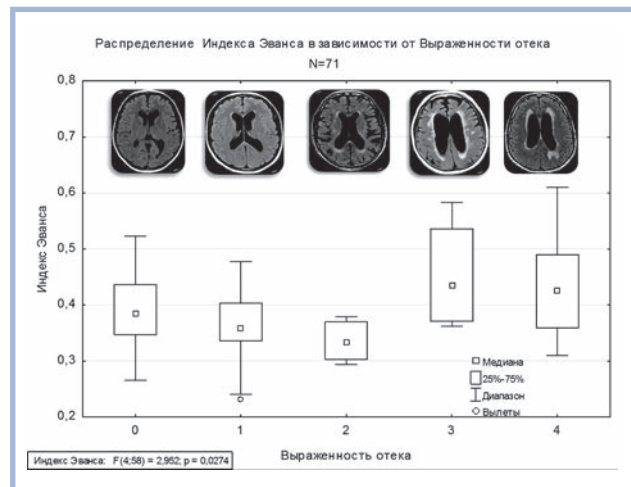 Распределение Индекса Эванса в зависимости от Выраженности отека
N=71
0,8
0,7
0,6
0,5
0,4
0,3
0,2
Индекс Эванса
0 1 2 3 4
Выраженность отека
Медиана
25%-75%
Диапазон
Вылеты
Индекс Эванса: F(4;58) = 2,952; p = 0,0274